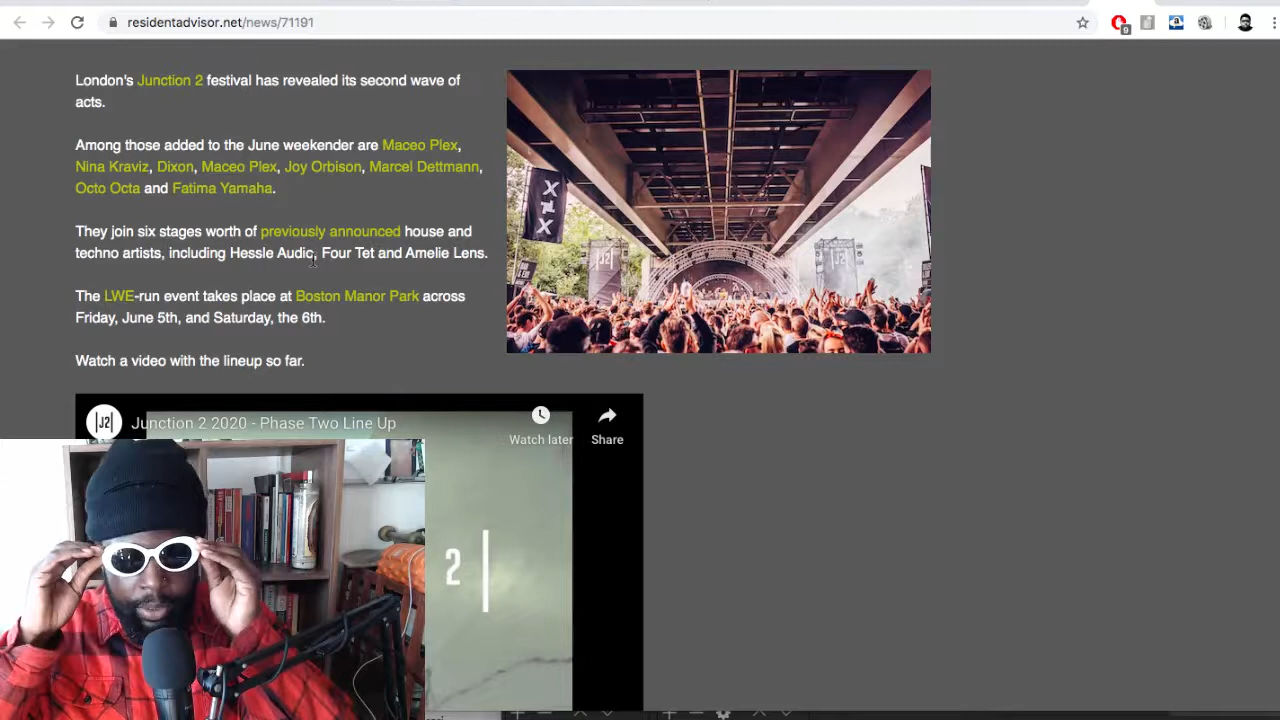 residentadvisor.net/news/71191
9
London's Junction 2 festival has revealed its second wave of
acts.
Among those added to the June weekender are Maceo Plex,
Nina Kraviz, Dixon, Maceo Plex, Joy Orbison, Marcel Dettmann,
Octo Octa and Fatima Yamaha.
They join six stages worth of previously announced house and
techno artists, including Hessle Audio, Four Tet and Amelie Lens.
The LWE-run event takes place at Boston Manor Park across
Friday, June 5th, and Saturday, the 6th.
Watch a video with the lineup so far.
|J2|
Junction 2 2020 - Phase Two Line Up
Watch later
Share
2 |